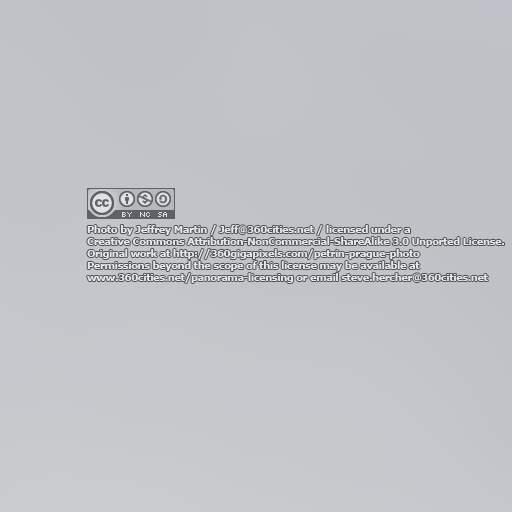 cc BY NC SA
Photo by Jeffrey Martin / Jeff@360cities.net / licensed under a
Creative Commons Attribution-NonCommercial-ShareAlike 3.0 Unported License.
Original work at http://360gigapixels.com/petrin-prague-photo
Permissions beyond the scope of this license may be available at
www.360cities.net/panorama-licensing or email steve.hercher@360cities.net